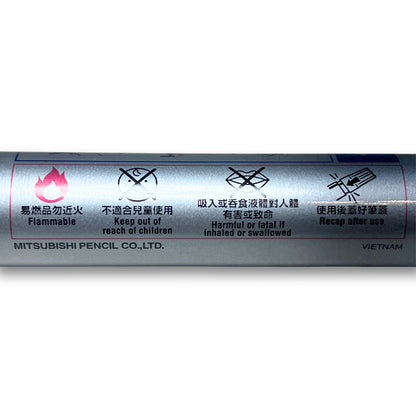 易燃品勿近火
Flammable
不適合兒童使用
Keep out of
reach of children
吸入或吞食液體對人體
有害或致命
Harmful or fatal if
inhaled or swallowed
使用後蓋好筆蓋
Recap after use
MITSUBISHI PENCIL CO.,LTD.
VIETNAM